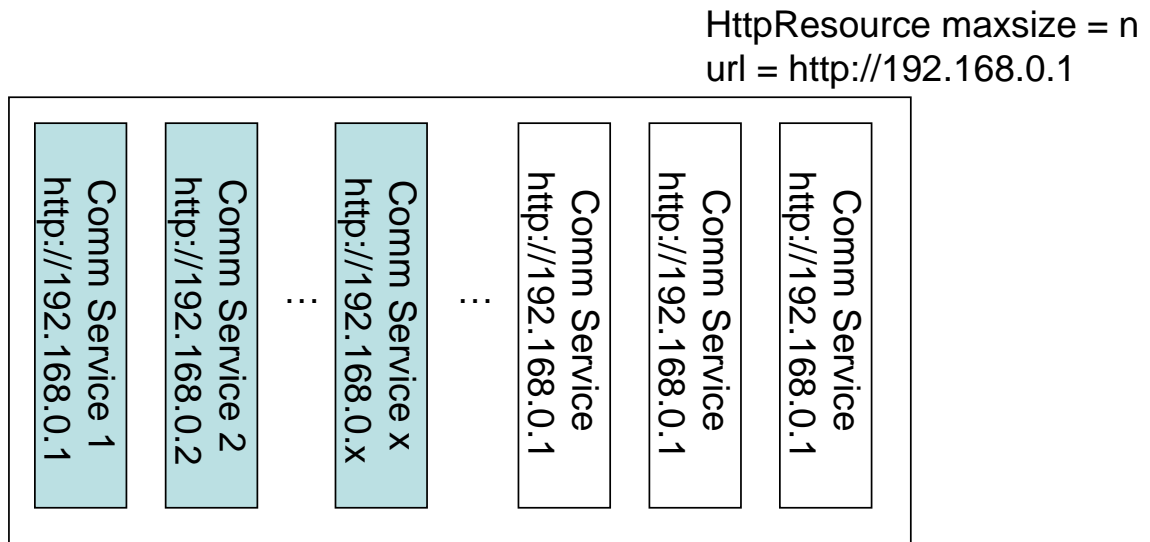 HttpResource maxsize = n
url = http://192.168.0.1
Comm Service 1
http://192.168.0.1
Comm Service 2
http://192.168.0.2
...
Comm Service x
http://192.168.0.x
...
Comm Service
http://192.168.0.1
Comm Service
http://192.168.0.1
Comm Service
http://192.168.0.1